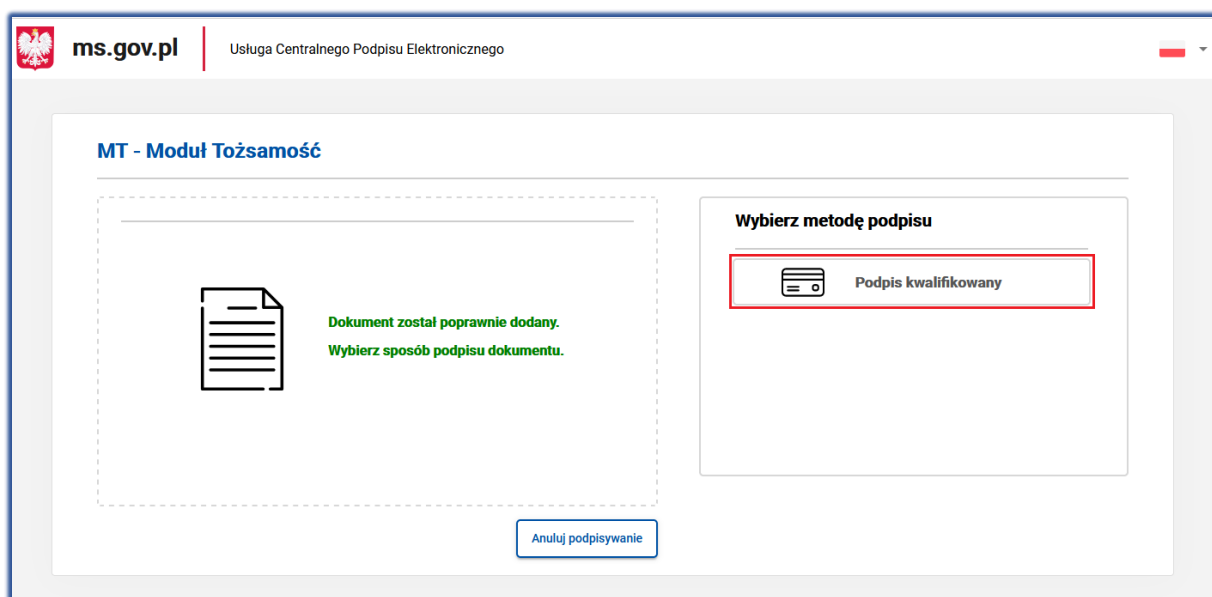 ms.gov.pl
Usługa Centralnego Podpisu Elektronicznego
MT - Moduł Tożsamość
Dokument został poprawnie dodany.
Wybierz sposób podpisu dokumentu.
Anuluj podpisywanie
Wybierz metodę podpisu
Podpis kwalifikowany